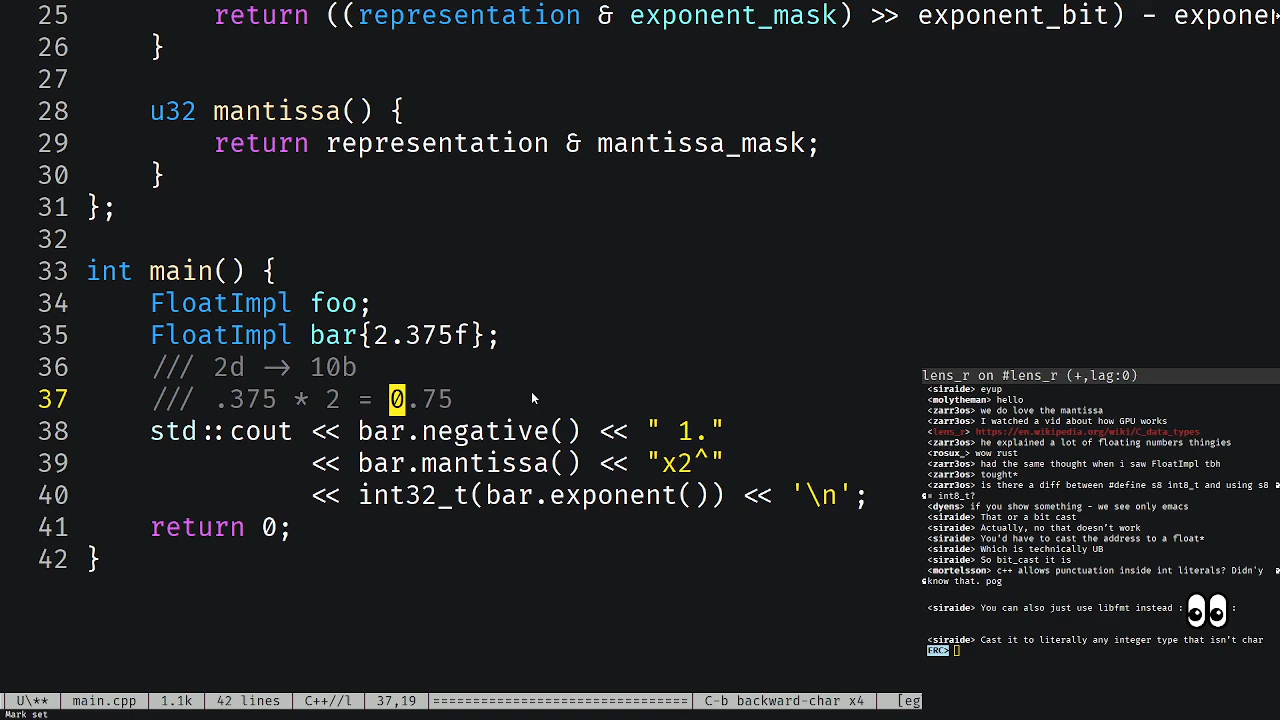 25 return ((representation & exponent_mask) >> exponent_bit) - exponen
26 }
27
28 u32 mantissa() {
29 return representation & mantissa_mask;
30 }
31 };
32
33 int main() {
34 FloatImpl foo;
35 FloatImpl bar{2.375f};
36 /// 2d -> 10b
37 /// .375 * 2 = 0.75
38 std::cout << bar.negative() << " 1."
39 << bar.mantissa() << "x2^"
40 << int32_t(bar.exponent()) << '\n';
41 return 0;
42 }
lens_r on #lens_r (+,lag:0)
<siraide> eyup
<molytheman> hello
<zarr3os> we do love the mantissa
<zarr3os> I watched a vid about how GPU works
<lens_r> https://en.wikipedia.org/wiki/C_data_types
<zarr3os> he explained a lot of floating numbers thingies
<rosux_> wow rust
<zarr3os> had the same thought when i saw FloatImpl tbh
<zarr3os> tought*
<zarr3os> is there a diff between #define s8 int8_t and using s8
= int8_t?
<dyens> if you show something - we see only emacs
<siraide> That or a bit cast
<siraide> Actually, no that doesn't work
<siraide> You'd have to cast the address to a float*
<siraide> Which is technically UB
<siraide> So bit_cast it is
<mortelsson> c++ allows punctuation inside int literals? Didn'y
know that. pog
<siraide> You can also just use libfmt instead : :
<siraide> Cast it to literally any integer type that isn't char
ERC>
U\** main.cpp 1.1k 42 lines C++//l 37,19 ================================ C-b backward-char x4 [eg
Mark set